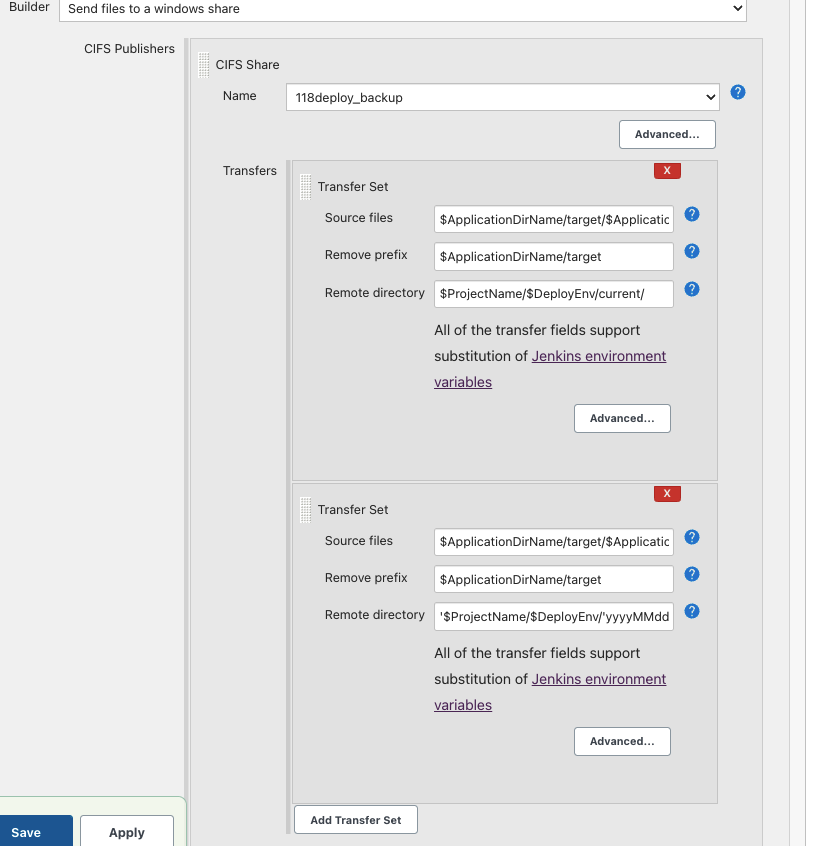 Builder
Send files to a windows share
CIFS Publishers
CIFS Share
Name
118deploy_backup
?
Advanced...
Transfers
X
Transfer Set
Source files
$ApplicationDirName/target/$Applicatic
?
Remove prefix
$ApplicationDirName/target
?
Remote directory
$ProjectName/$DeployEnv/current/
?
All of the transfer fields support
substitution of Jenkins environment
variables
Advanced...
X
Transfer Set
Source files
$ApplicationDirName/target/$Applicatic
?
Remove prefix
$ApplicationDirName/target
?
Remote directory
'$ProjectName/$DeployEnv/'yyyyMMdd
?
All of the transfer fields support
substitution of Jenkins environment
variables
Advanced...
Add Transfer Set
Save
Apply